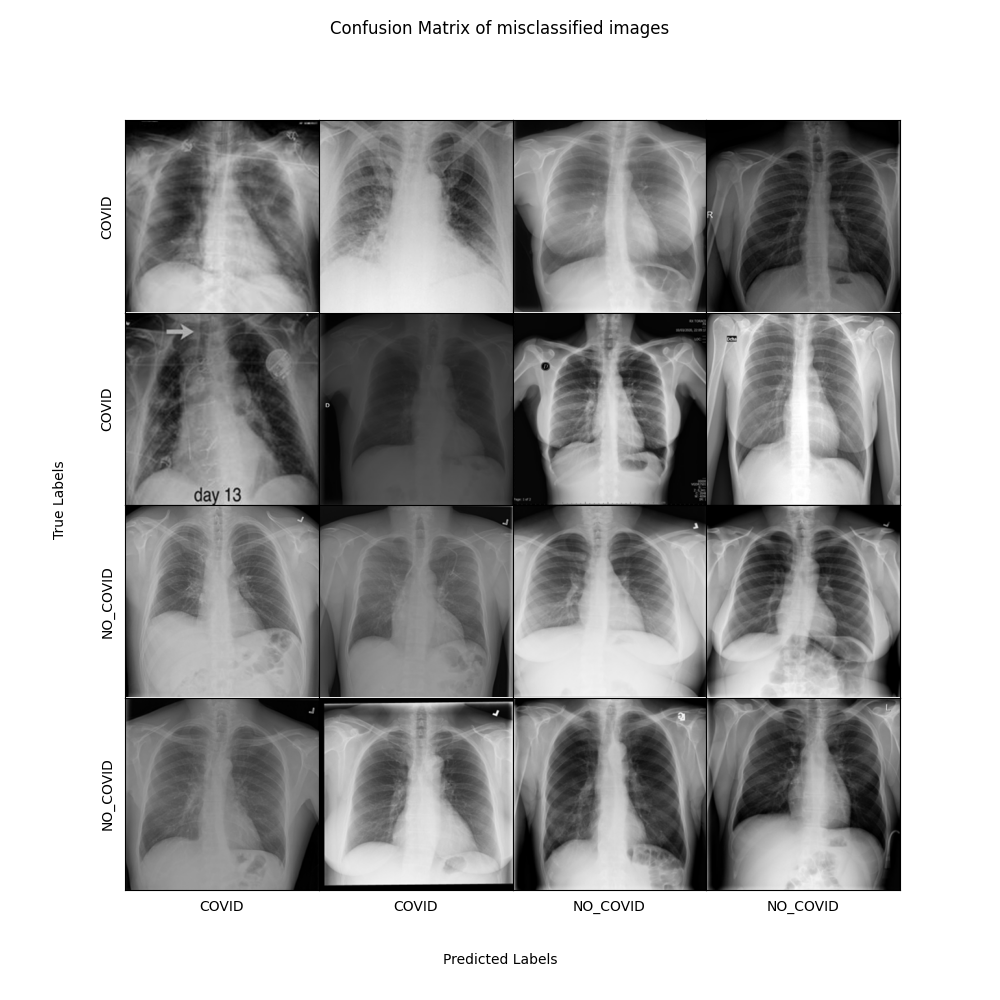 Confusion Matrix of misclassified images
COVID
R
COVID
day 13
D
True Labels
NO_COVID
NO_COVID
COVID
COVID
NO_COVID
NO_COVID
Predicted Labels